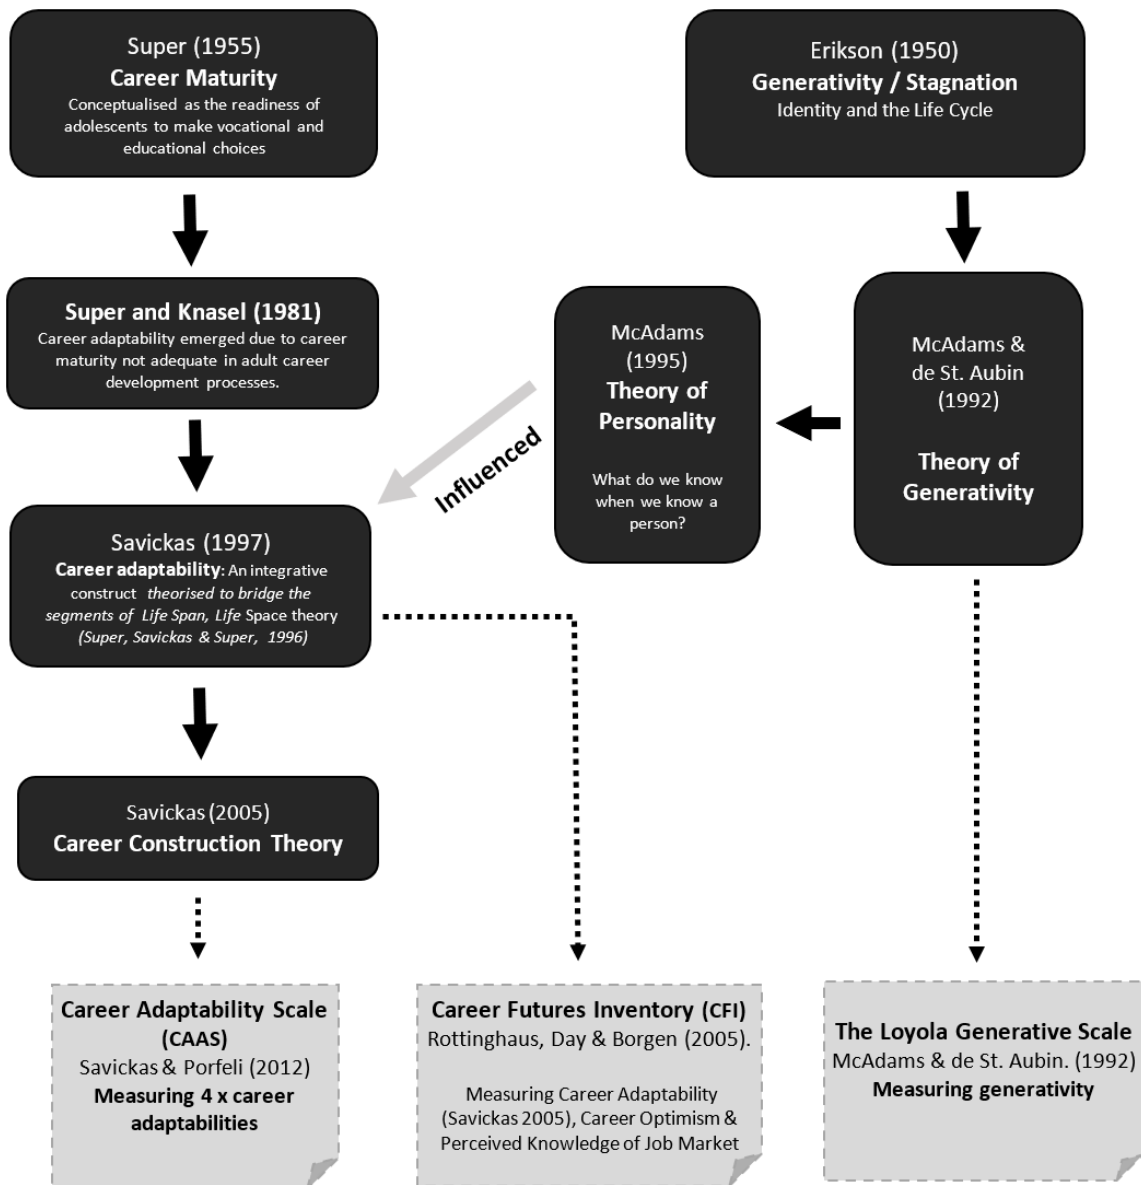 Super (1955)
Career Maturity
Conceptualised as the readiness of
adolescents to make vocational and
educational choices
Erikson (1950)
Generativity / Stagnation
Identity and the Life Cycle
Super and Knasel (1981)
Career adaptability emerged due to career
maturity not adequate in adult career
development processes.
McAdams
(1995)
Theory of
Personality
What do we know
when we know a
person?
McAdams &
de St. Aubin
(1992)
Theory of
Generativity
Influenced
Savickas (1997)
Career adaptability: An integrative
construct theorised to bridge the
segments of Life Span, Life Space theory
(Super, Savickas & Super, 1996)
Savickas (2005)
Career Construction Theory
Career Adaptability Scale
(CAAS)
Savickas & Porfeli (2012)
Measuring 4 x career
adaptabilities
Career Futures Inventory (CFI)
Rottinghaus, Day & Borgen (2005).
Measuring Career Adaptability
(Savickas 2005), Career Optimism &
Perceived Knowledge of Job Market
The Loyola Generative Scale
McAdams & de St. Aubin. (1992)
Measuring generativity